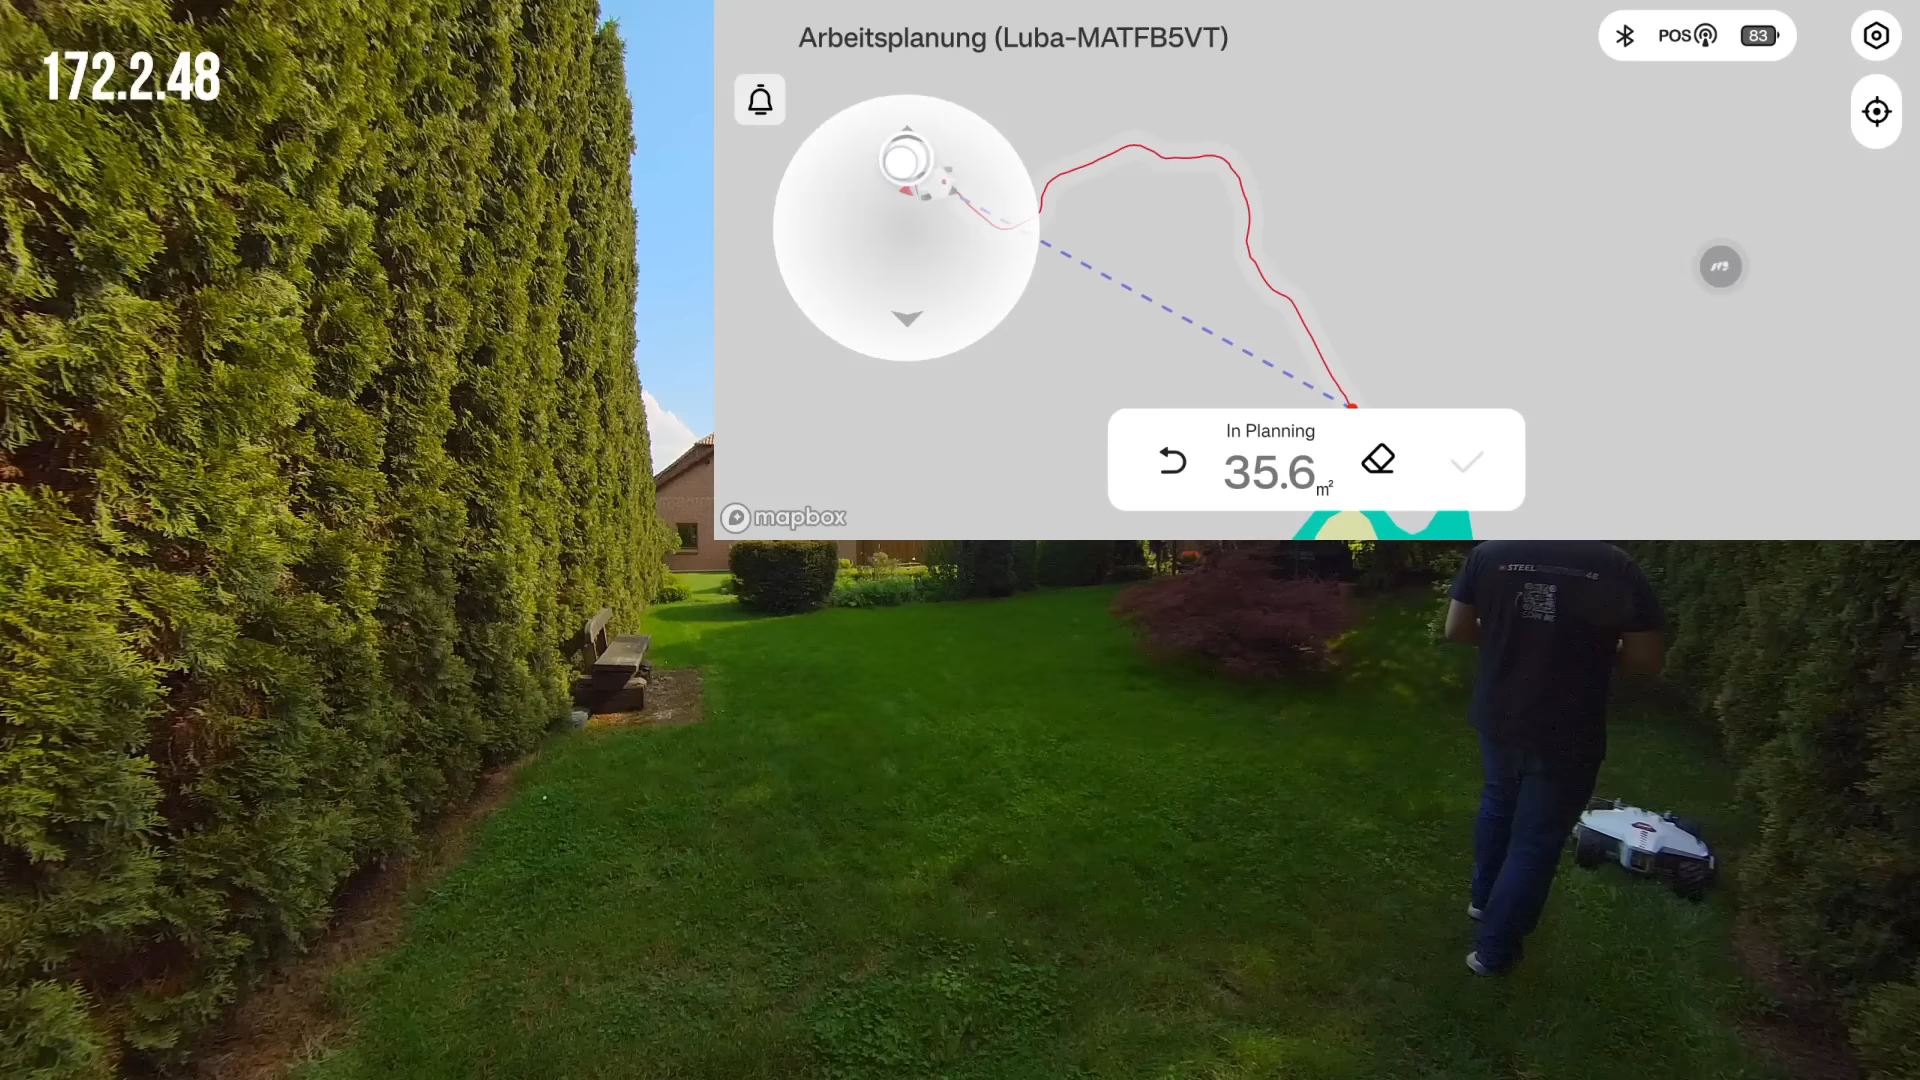 172.2.48
Arbeitsplanung (Luba-MATFB5VT)
POS
83
In Planning
35.6 m²
mapbox